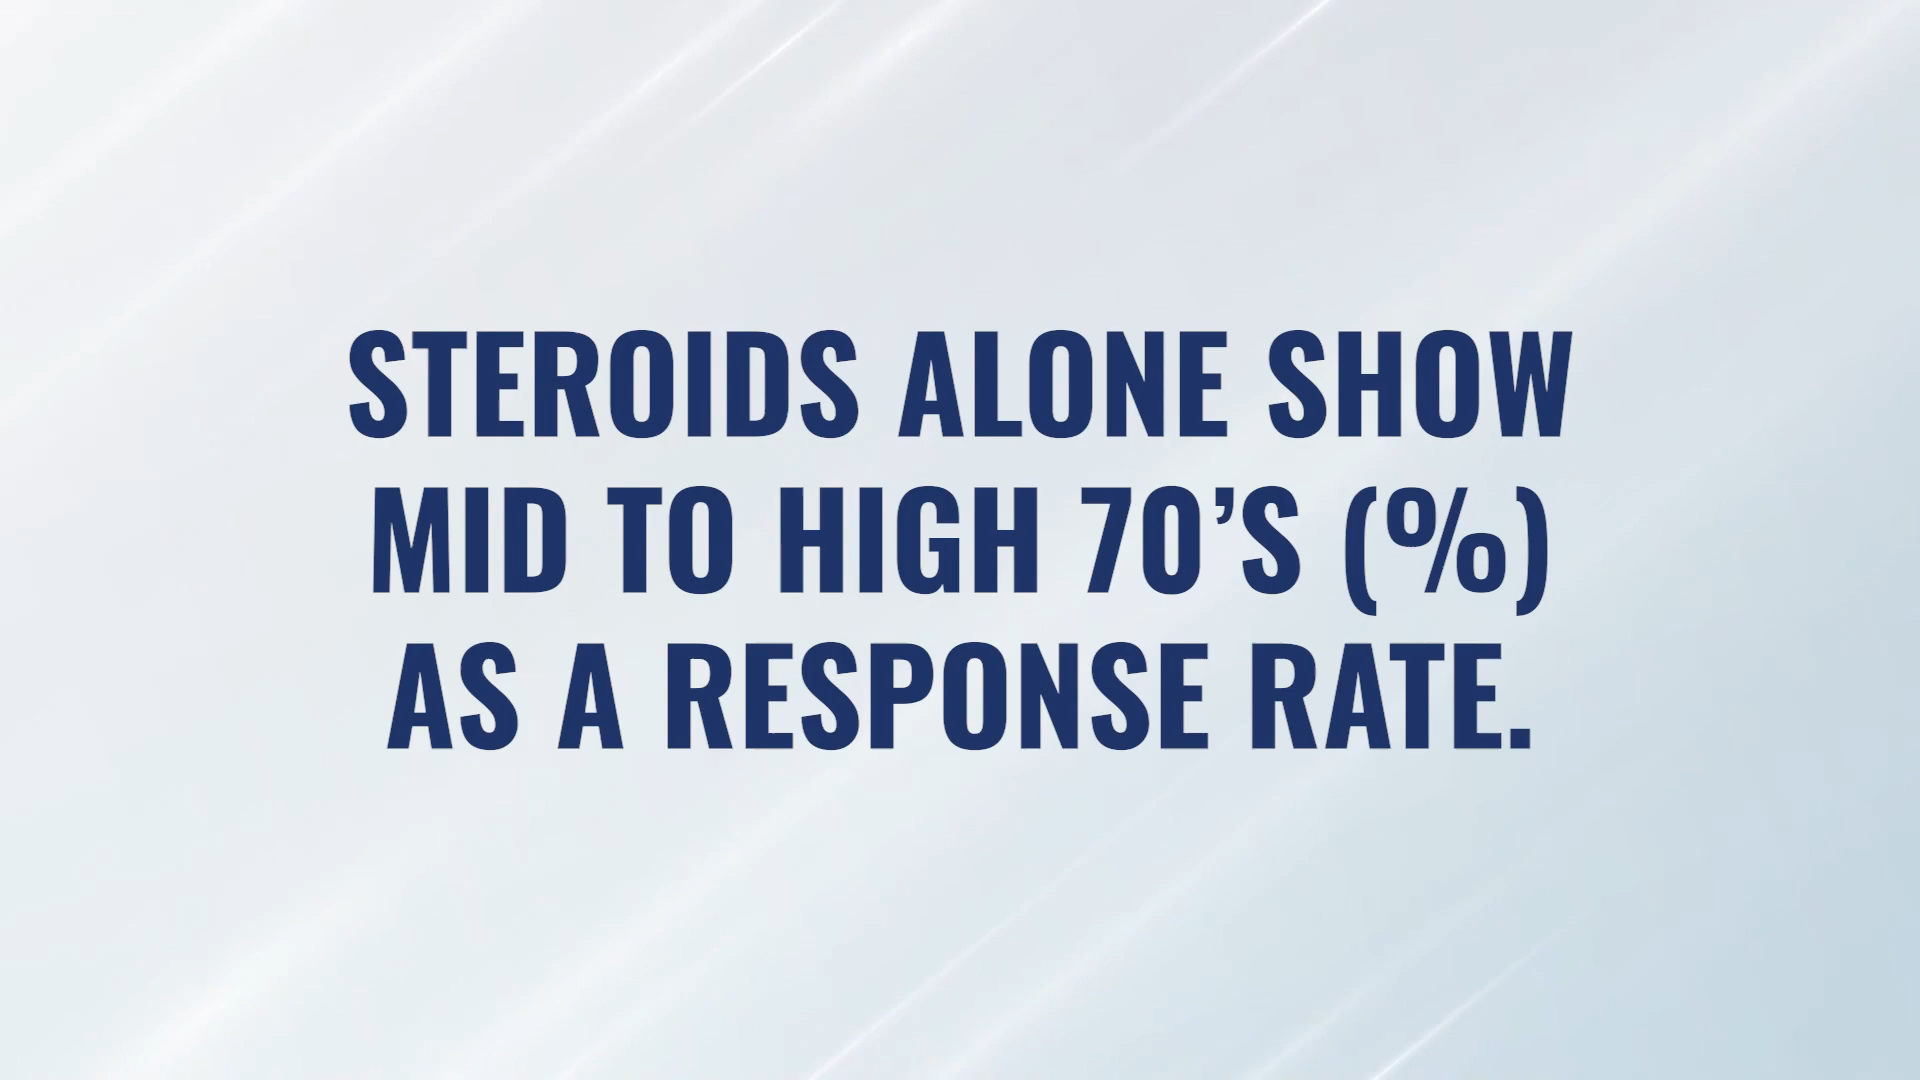 STEROIDS ALONE SHOW
MID TO HIGH 70’S (%)
AS A RESPONSE RATE.